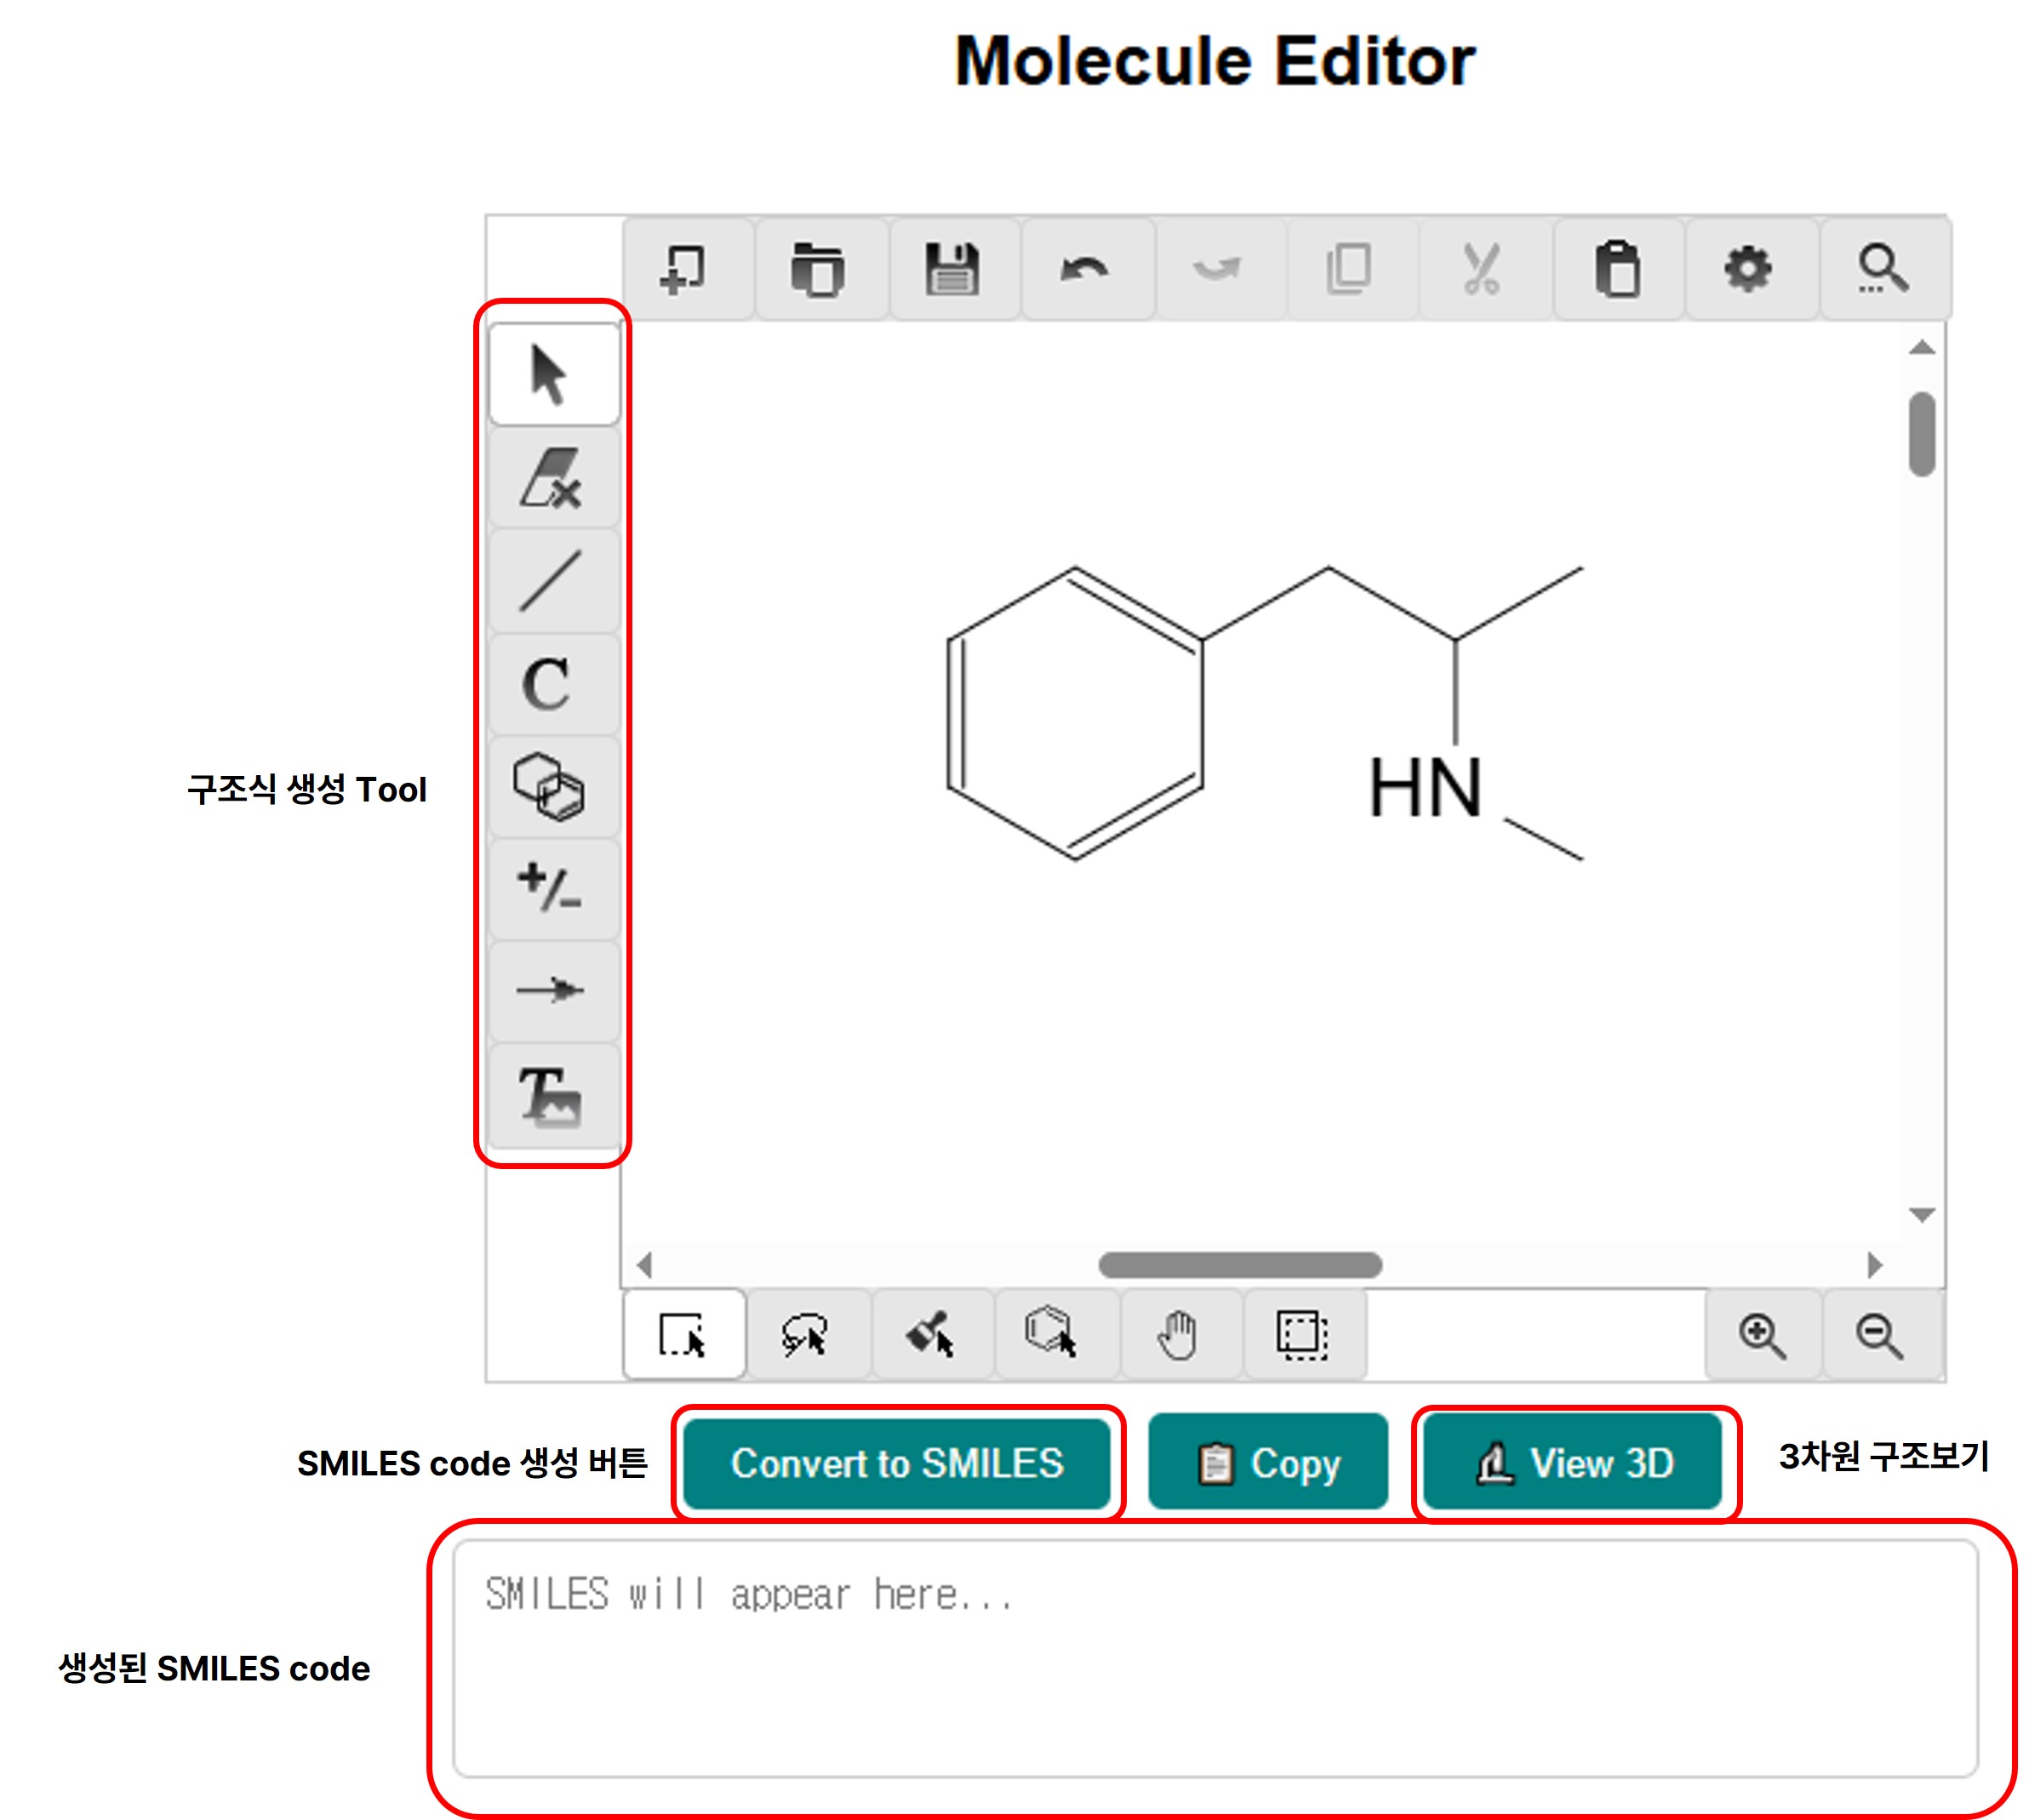 Molecule Editor
C
구조식 생성 Tool
+/-
T
HN
SMILES code 생성 버튼
Convert to SMILES
Copy
View 3D
3차원 구조보기
SMILES will appear here...
생성된 SMILES code